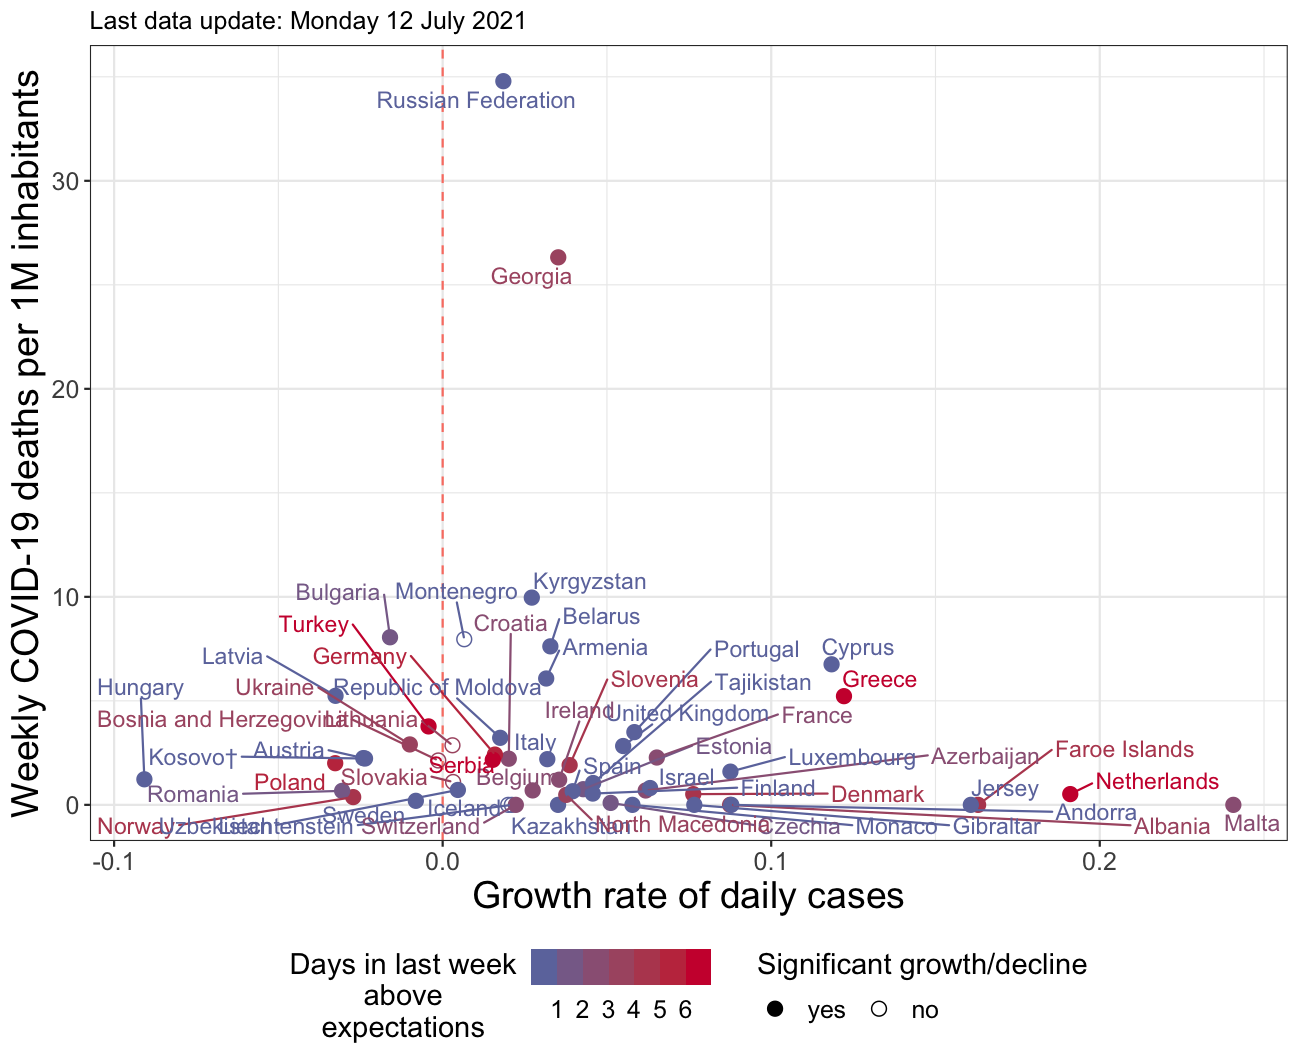 Last data update: Monday 12 July 2021
Weekly COVID-19 deaths per 1M inhabitants
30
20
10
0
Russian Federation
Georgia
Kyrgyzstan
Bulgaria
Montenegro
Belarus
Turkey
Croatia
Armenia
Portugal
Cyprus
Latvia
Germany
Hungary
Ukraine
Republic of Moldova
Slovenia
Tajikistan
Greece
Bosnia and Herzegovina
Lithuania
Ireland
United Kingdom
France
Kosovo†
Austria
Italy
Estonia
Luxembourg
Azerbaijan
Faroe Islands
Serbia
Romania
Poland
Slovakia
Belgium
Spain
Israel
Finland
Denmark
Jersey
Netherlands
Norway
Uzbekistan
Liechtenstein
Sweden
Iceland
Switzerland
Kazakhstan
North Macedonia
Czechia
Monaco
Gibraltar
Andorra
Albania
Malta
-0.1
0.0
0.1
0.2
Growth rate of daily cases
Days in last week
above
expectations
1 2 3 4 5 6
Significant growth/decline
yes
no